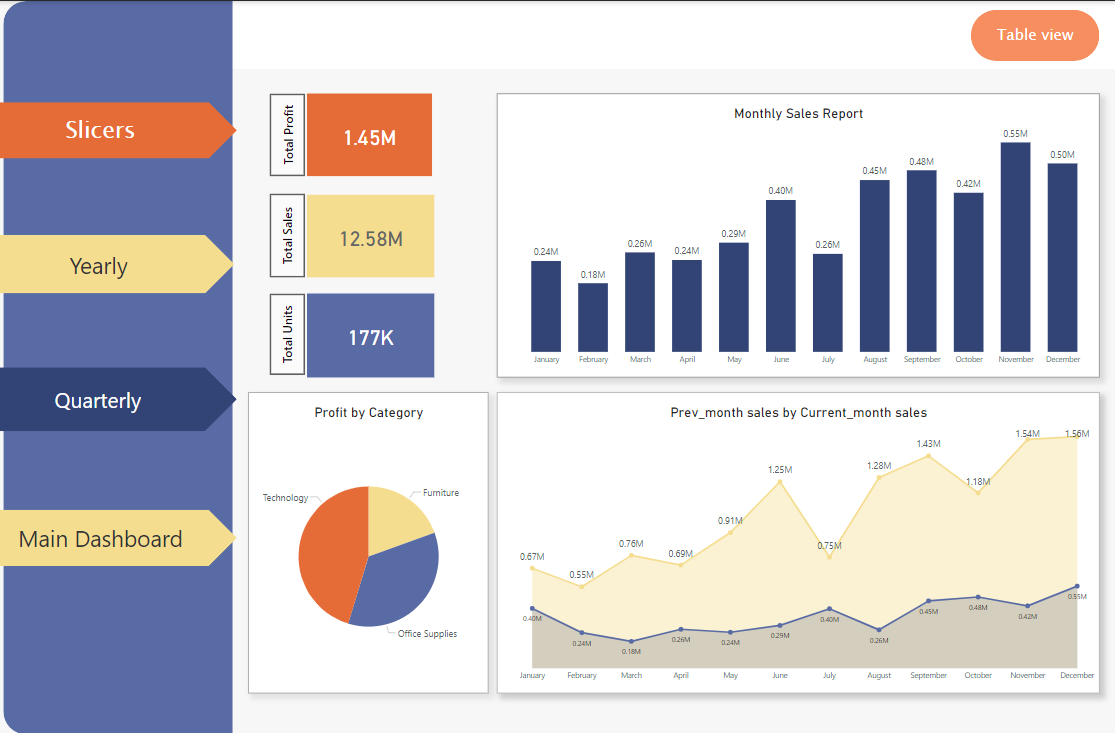 Table view
Slicers
Yearly
Quarterly
Main Dashboard
Total Profit
1.45M
Total Sales
12.58M
Total Units
177K
Monthly Sales Report
0.24M
0.18M
0.26M
0.24M
0.29M
0.40M
0.26M
0.45M
0.48M
0.42M
0.55M
0.50M
January February March April May June July August September October November December
Profit by Category
Technology
Furniture
Office Supplies
Prev_month sales by Current_month sales
0.67M
0.55M
0.76M
0.69M
0.91M
1.25M
0.75M
1.28M
1.43M
1.18M
1.54M
1.56M
0.40M
0.24M
0.18M
0.26M
0.24M
0.29M
0.40M
0.26M
0.45M
0.48M
0.42M
0.55M
January February March April May June July August September October November December